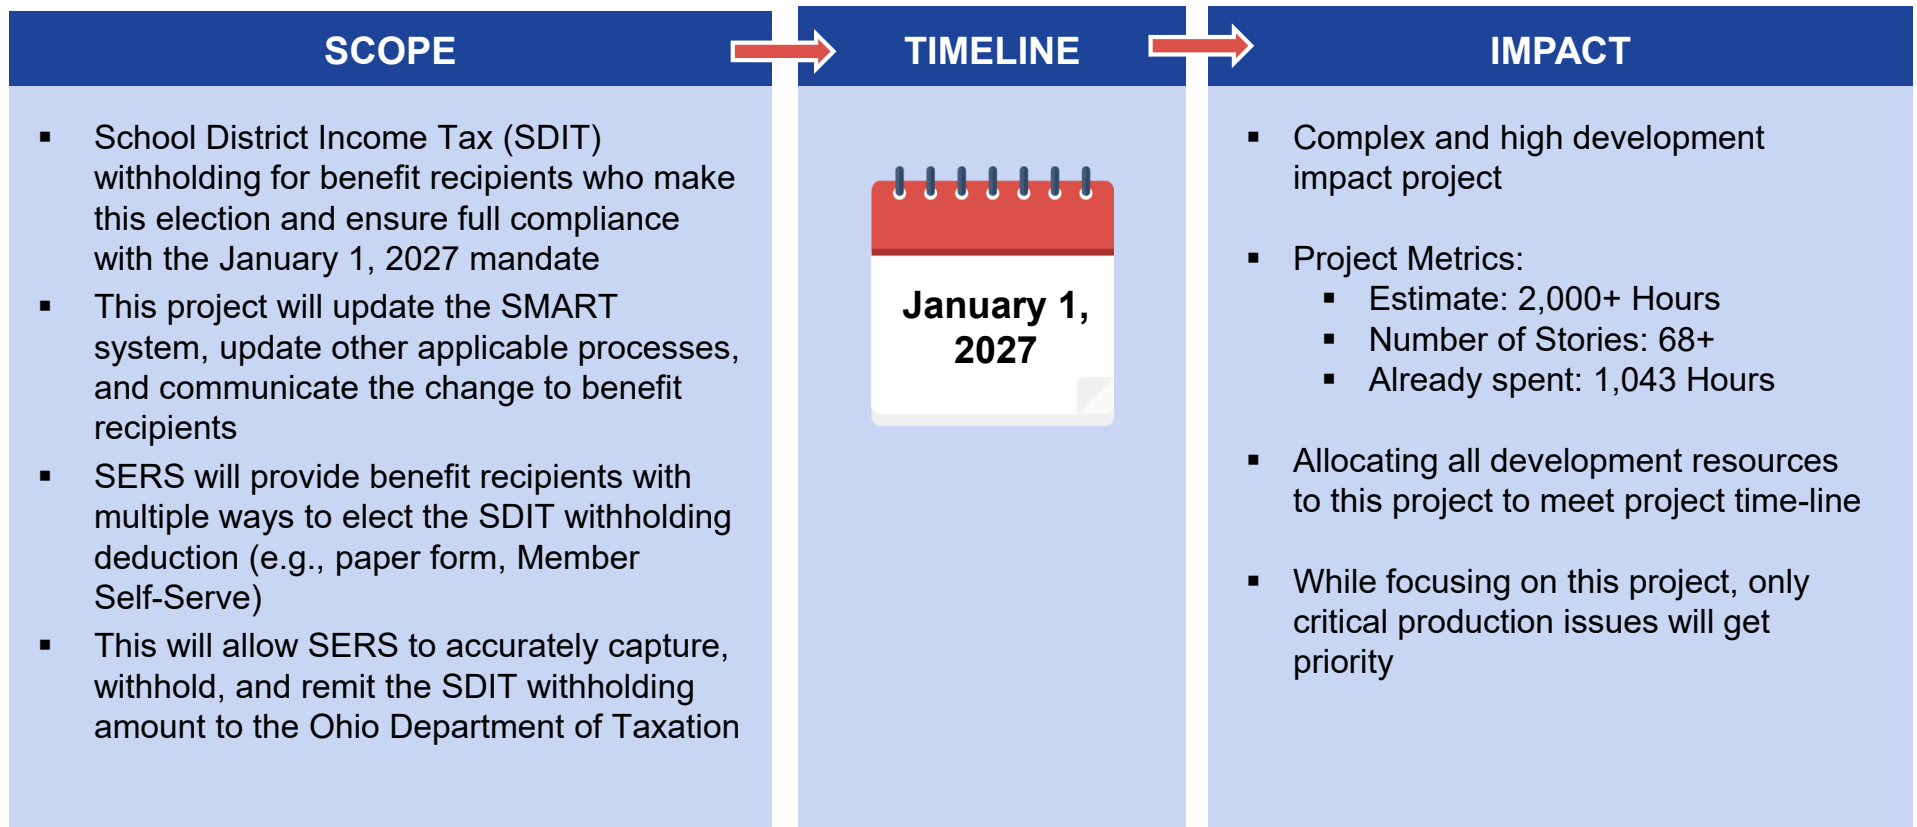 SCOPE
▪ School District Income Tax (SDIT)
withholding for benefit recipients who make
this election and ensure full compliance
with the January 1, 2027 mandate
▪ This project will update the SMART
system, update other applicable processes,
and communicate the change to benefit
recipients
▪ SERS will provide benefit recipients with
multiple ways to elect the SDIT withholding
deduction (e.g., paper form, Member
Self-Serve)
▪ This will allow SERS to accurately capture,
withhold, and remit the SDIT withholding
amount to the Ohio Department of Taxation
TIMELINE
January 1,
2027
IMPACT
▪ Complex and high development
impact project
▪ Project Metrics:
▪ Estimate: 2,000+ Hours
▪ Number of Stories: 68+
▪ Already spent: 1,043 Hours
▪ Allocating all development resources
to this project to meet project time-line
▪ While focusing on this project, only
critical production issues will get
priority